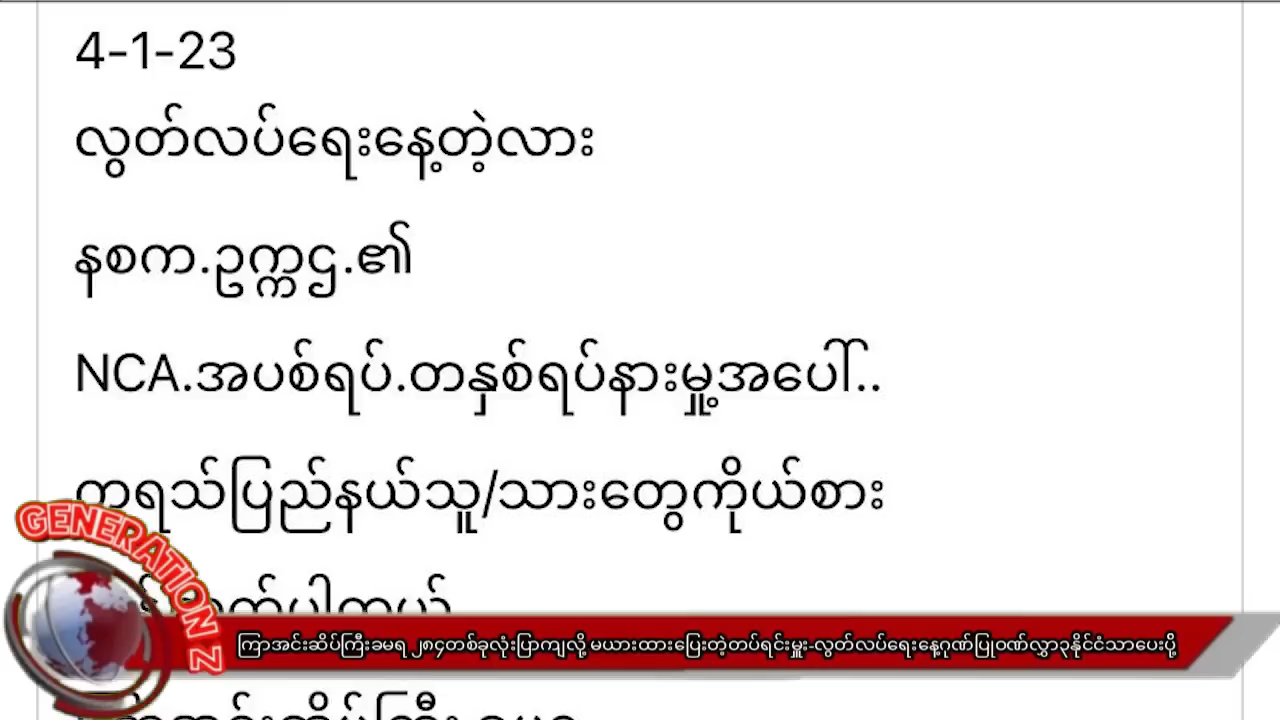 4-1-23
လွတ်လပ်ရေးနေ့တဲ့လား
နစက.ဥက္ကဌ.၏
NCA.အပစ်ရပ်.တနှစ်ရပ်နားမှု့အပေါ်..
ကရသ်ပြည်နယ်သူ/သားတွေကိုယ်စား
GENERATION Z
ကြာအင်းဆိပ်ကြီးခမရ ၂၈၄တစ်ခုလုံးပြာကျလို့ မယားထားပြေးတဲ့တပ်ရင်းမှူး-လွတ်လပ်ရေးနေ့ဂုဏ်ပြုဝဏ်လွှာ၃နိုင်ငံသာပေးပို့